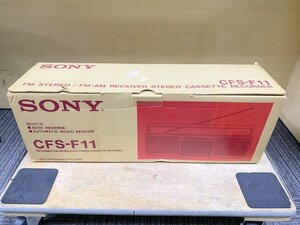 SONY
FM STEREO / FM-AM RECEIVER STEREO CASSETTE RECORDER
CFS-F11
SONY
■ AUTO REVERSE
■ AUTOMATIC MUSIC SENSOR
CFS-F11